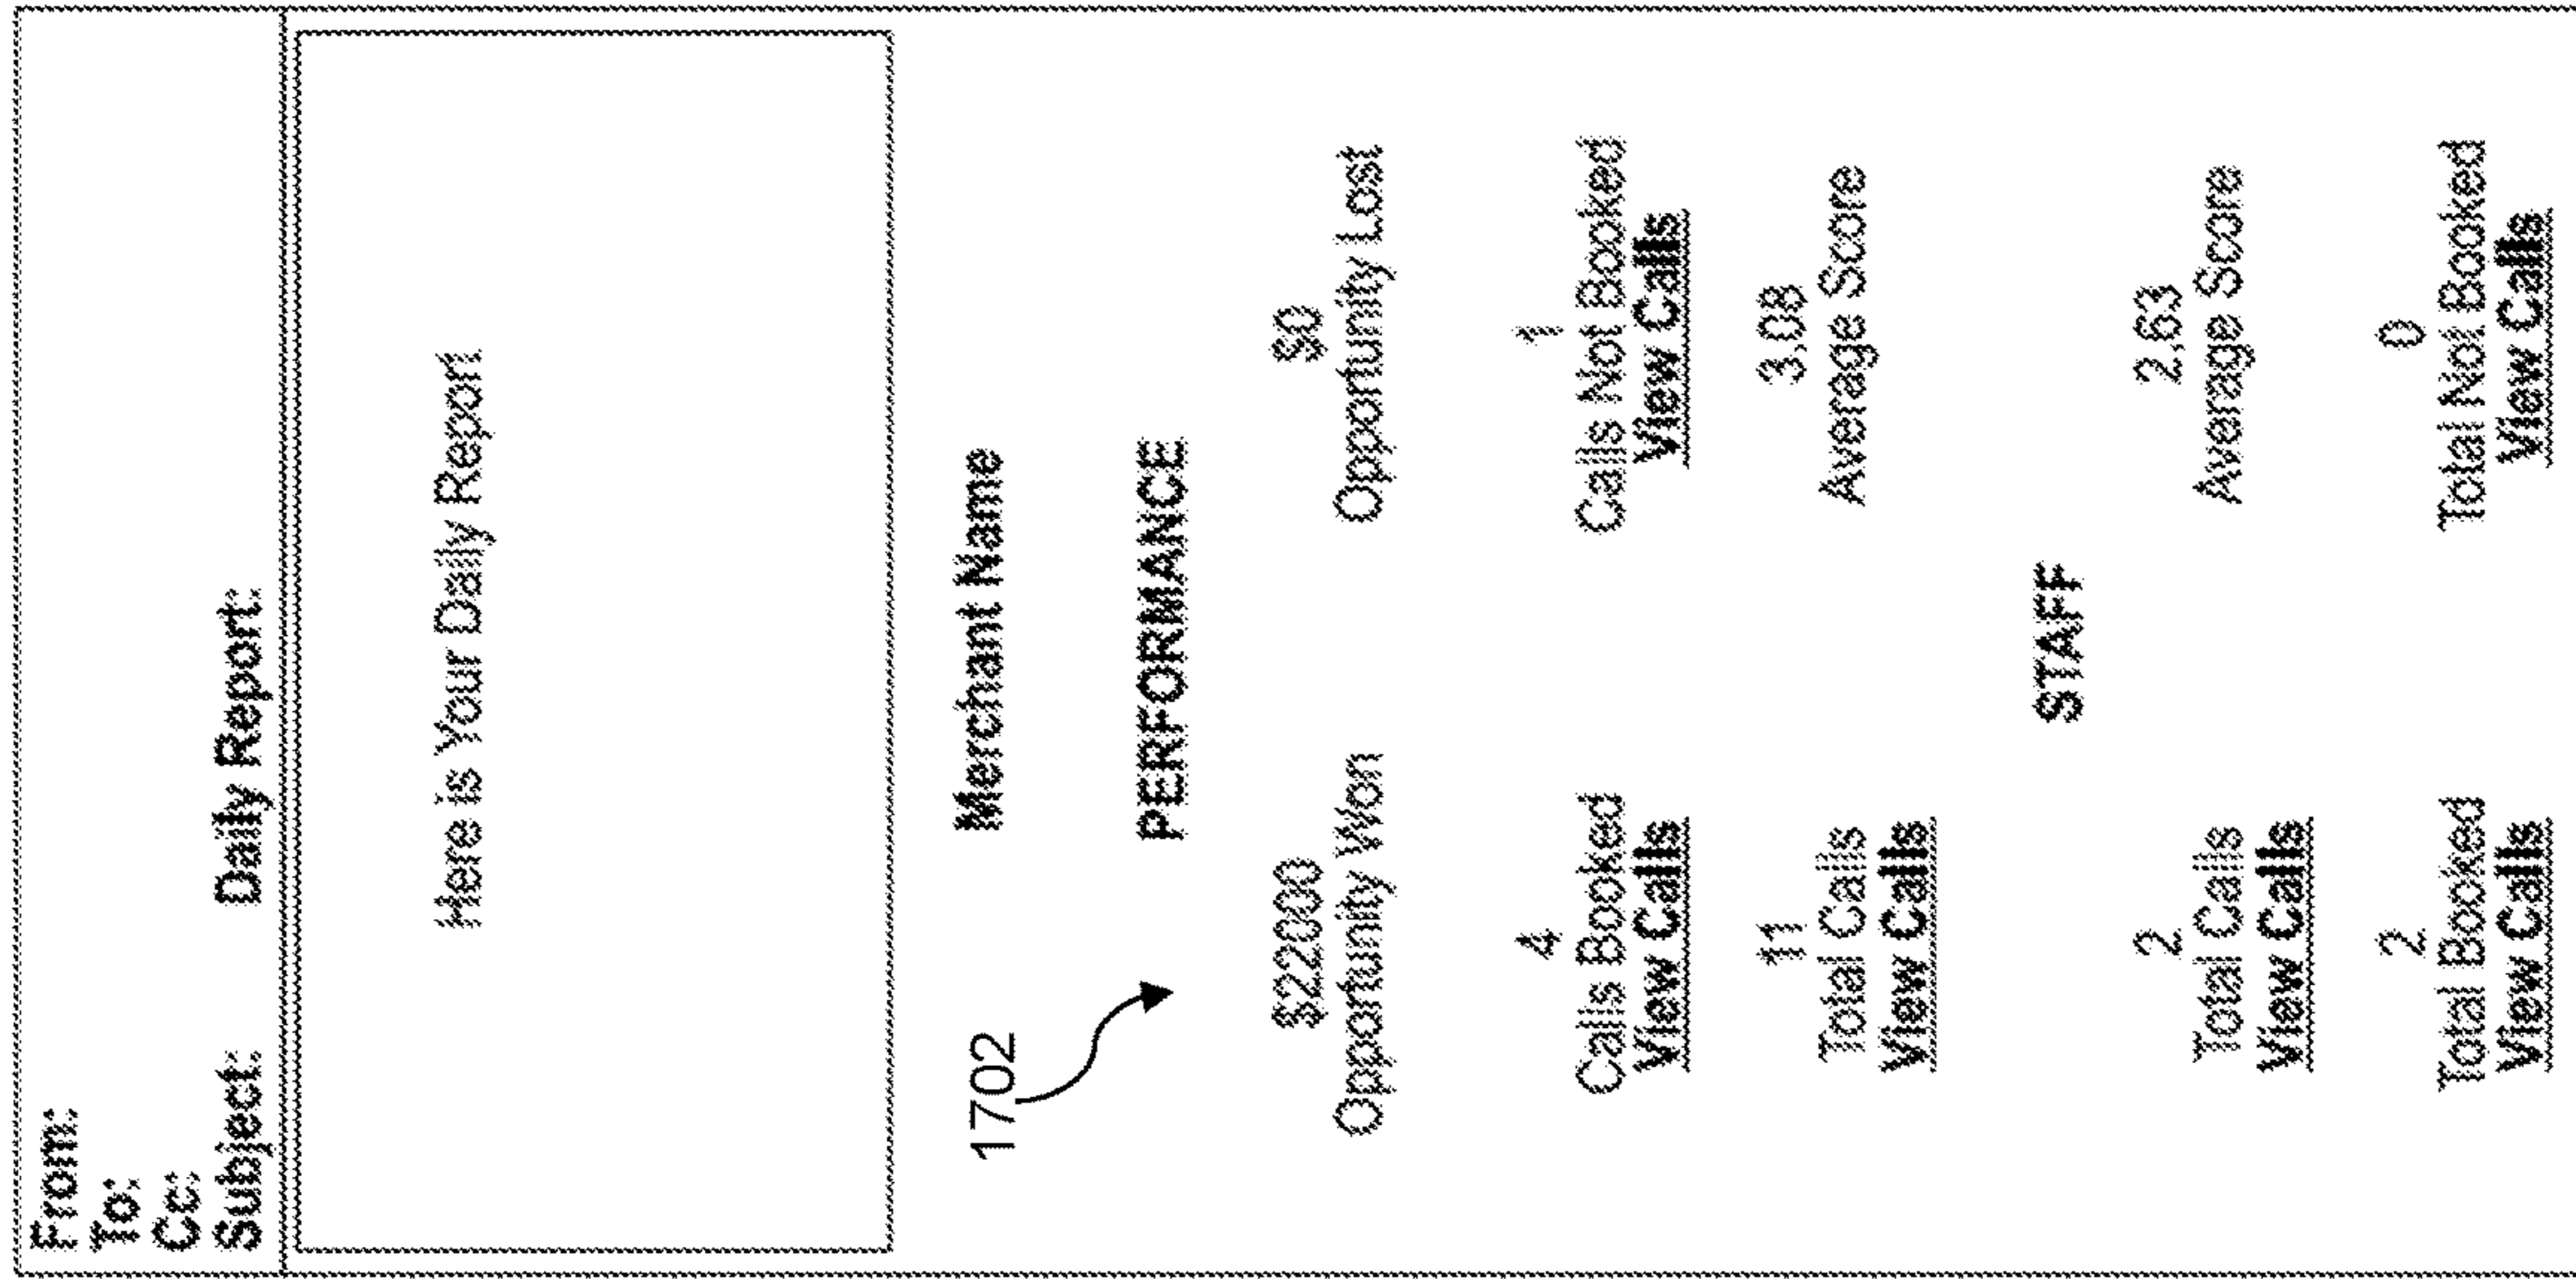 From:
To:
Cc:
Subject: Daily Report:
Here is Your Daily Report
Merchant Name
1702
PERFORMANCE
$22000 $0
Opportunity Won Opportunity Lost
4 1
Calls Booked Calls Not Booked
View Calls View Calls
11 3.08
Total Calls Average Score
View Calls
STAFF
2 2.63
Total Calls Average Score
View Calls
2 0
Total Booked Total Not Booked
View Calls View Calls